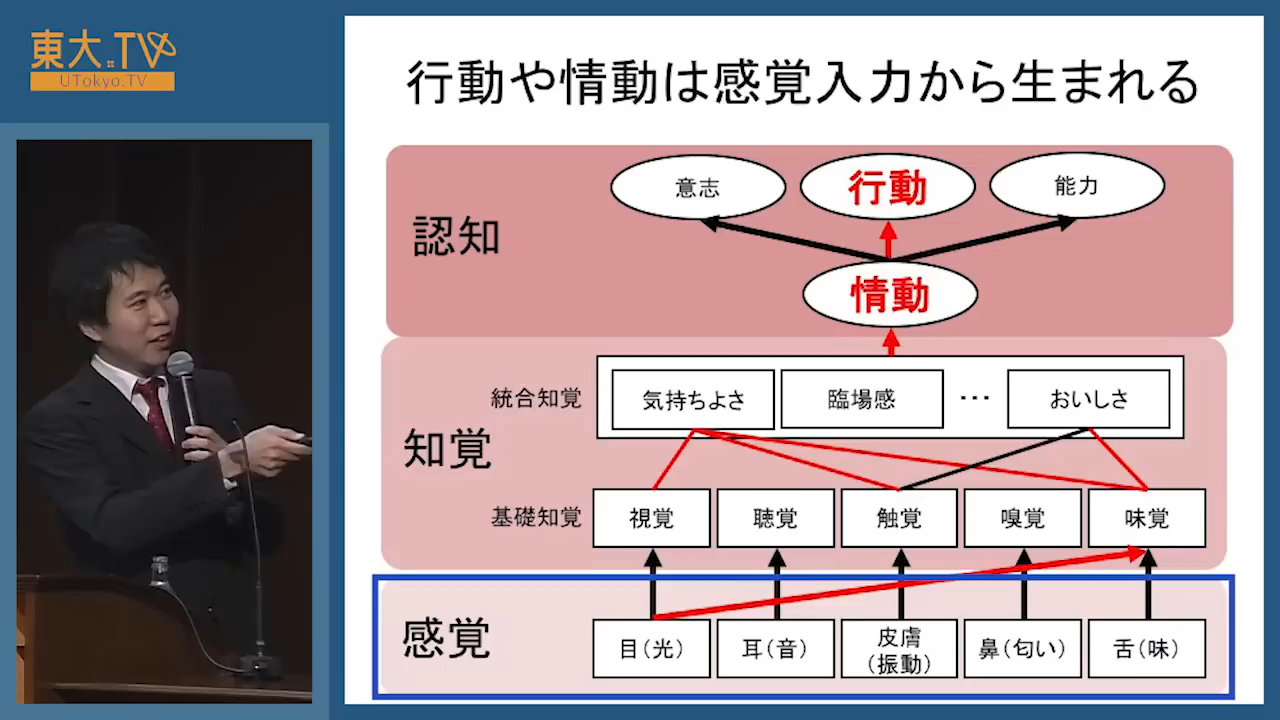 東大.TV
UTokyo.TV
行動や情動は感覚入力から生まれる
認知
意志
行動
能力
情動
知覚
統合知覚
気持ちよさ
臨場感
…
おいしさ
基礎知覚
視覚
聴覚
触覚
嗅覚
味覚
感覚
目(光)
耳(音)
皮膚
(振動)
鼻(匂い)
舌(味)